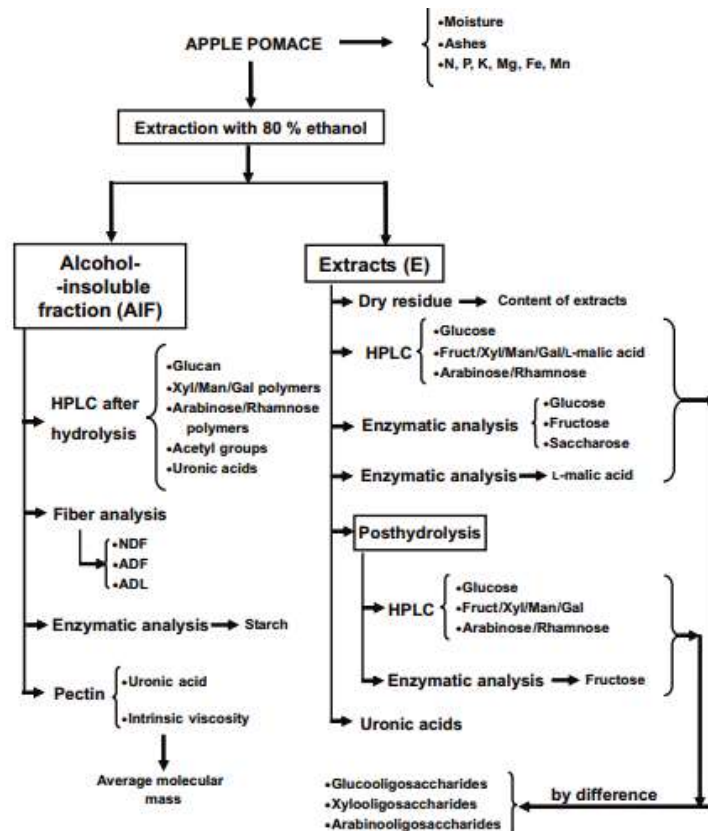 APPLE POMACE
•Moisture
•Ashes
•N, P, K, Mg, Fe, Mn
Extraction with 80 % ethanol
Alcohol-
-insoluble
fraction (AIF)
HPLC after
hydrolysis
•Glucan
•Xyl/Man/Gal polymers
•Arabinose/Rhamnose
polymers
•Acetyl groups
•Uronic acids
Fiber analysis
•NDF
•ADF
•ADL
Enzymatic analysis
Starch
Pectin
•Uronic acid
•Intrinsic viscosity
Average molecular
mass
Extracts (E)
Dry residue
Content of extracts
HPLC
•Glucose
•Fruct/Xyl/Man/Gal/L-malic acid
•Arabinose/Rhamnose
Enzymatic analysis
•Glucose
•Fructose
•Saccharose
Enzymatic analysis
L-malic acid
Posthydrolysis
HPLC
•Glucose
•Fruct/Xyl/Man/Gal
•Arabinose/Rhamnose
Enzymatic analysis
Fructose
Uronic acids
by difference
•Glucooligosaccharides
•Xylooligosaccharides
•Arabinooligosaccharides